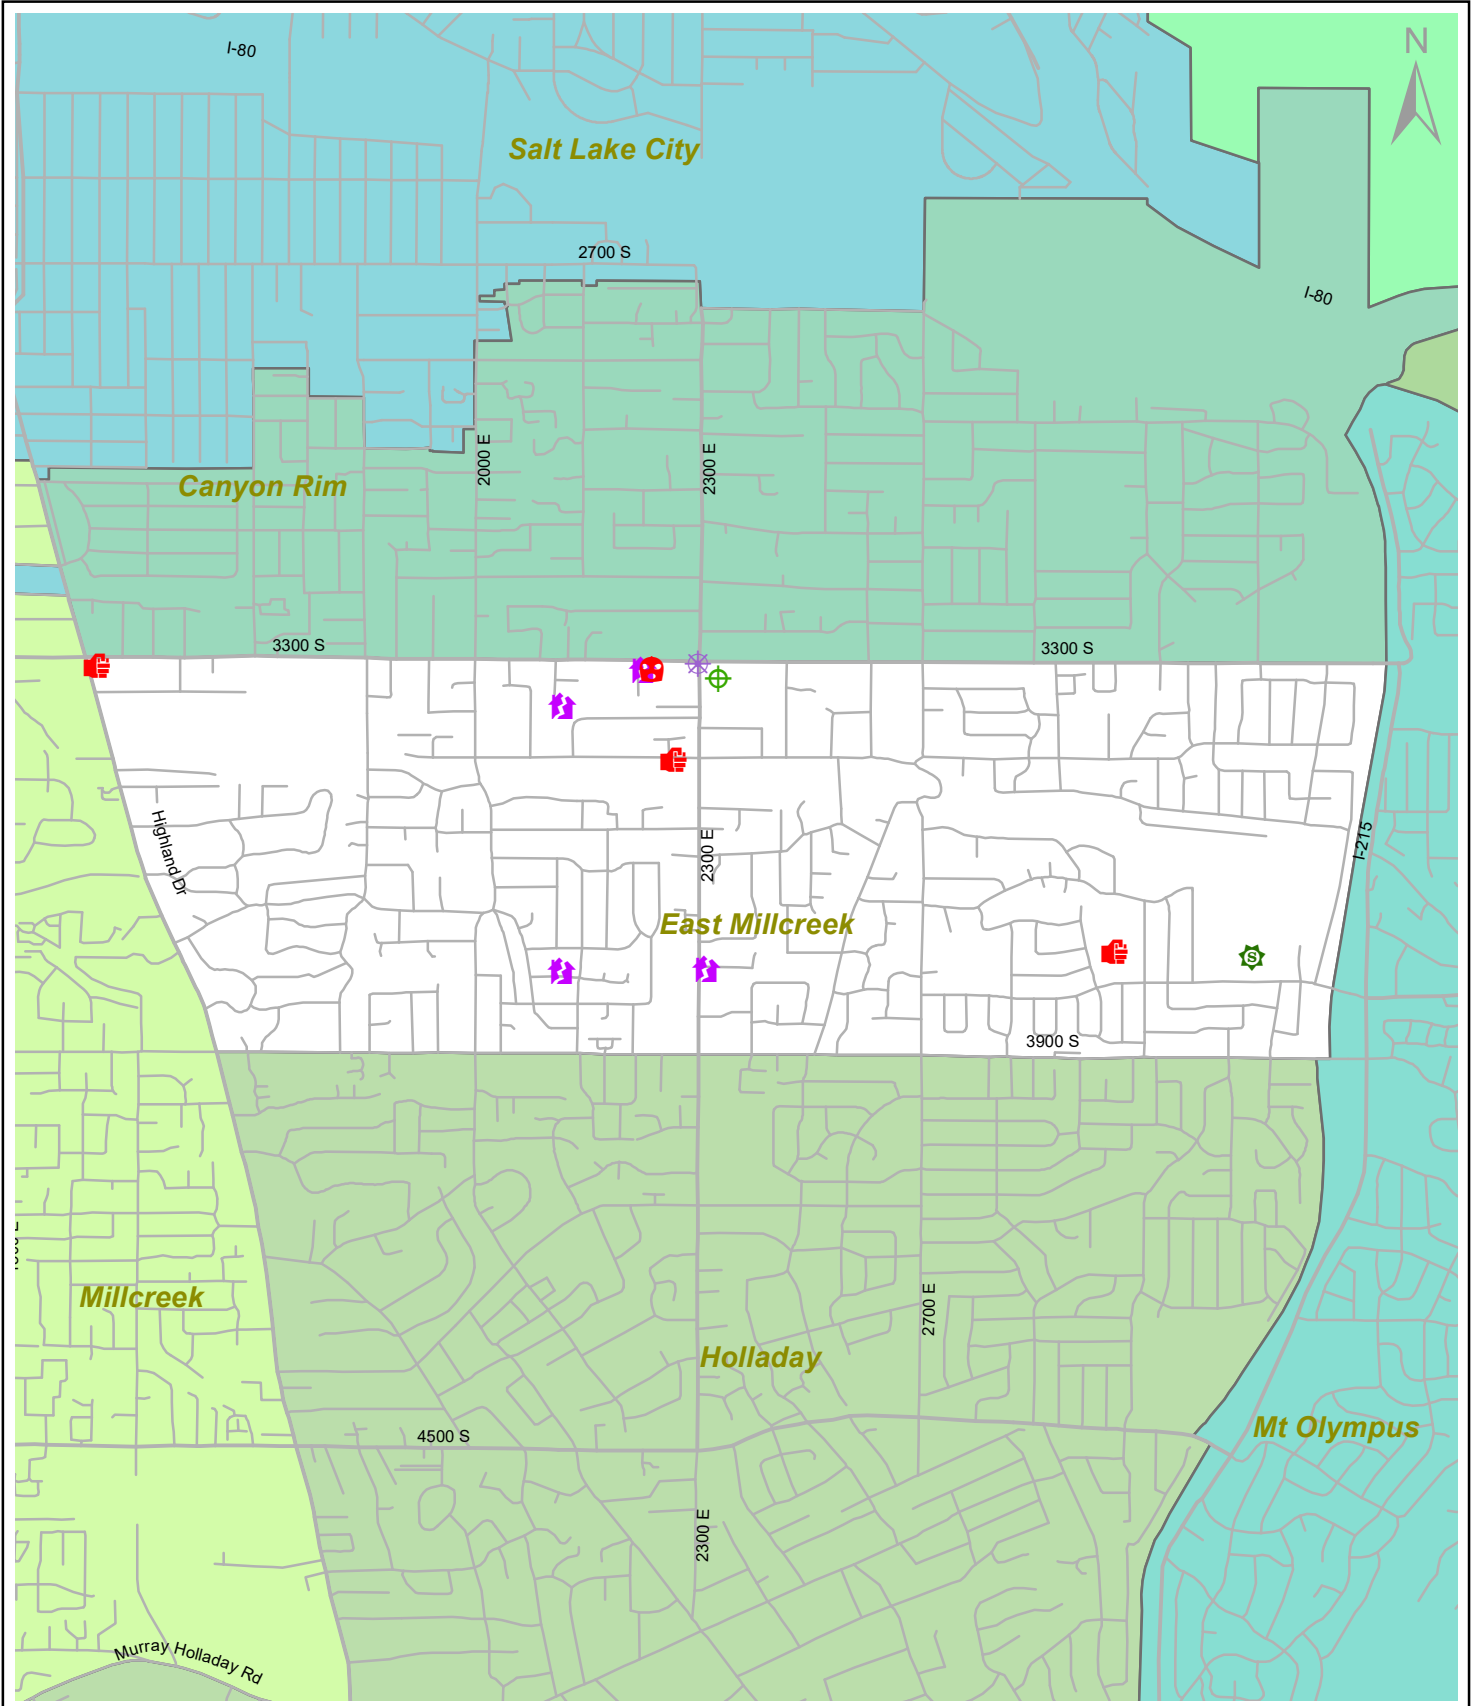 I-80
N
Salt Lake City
2700 S
I-80
2000 E
2300 E
Canyon Rim
3300 S
3300 S
Highland Dr
2300 E
I-215
East Millcreek
S
3900 S
Millcreek
2700 E
Holladay
4500 S
Mt Olympus
2300 E
Murray Holladay Rd